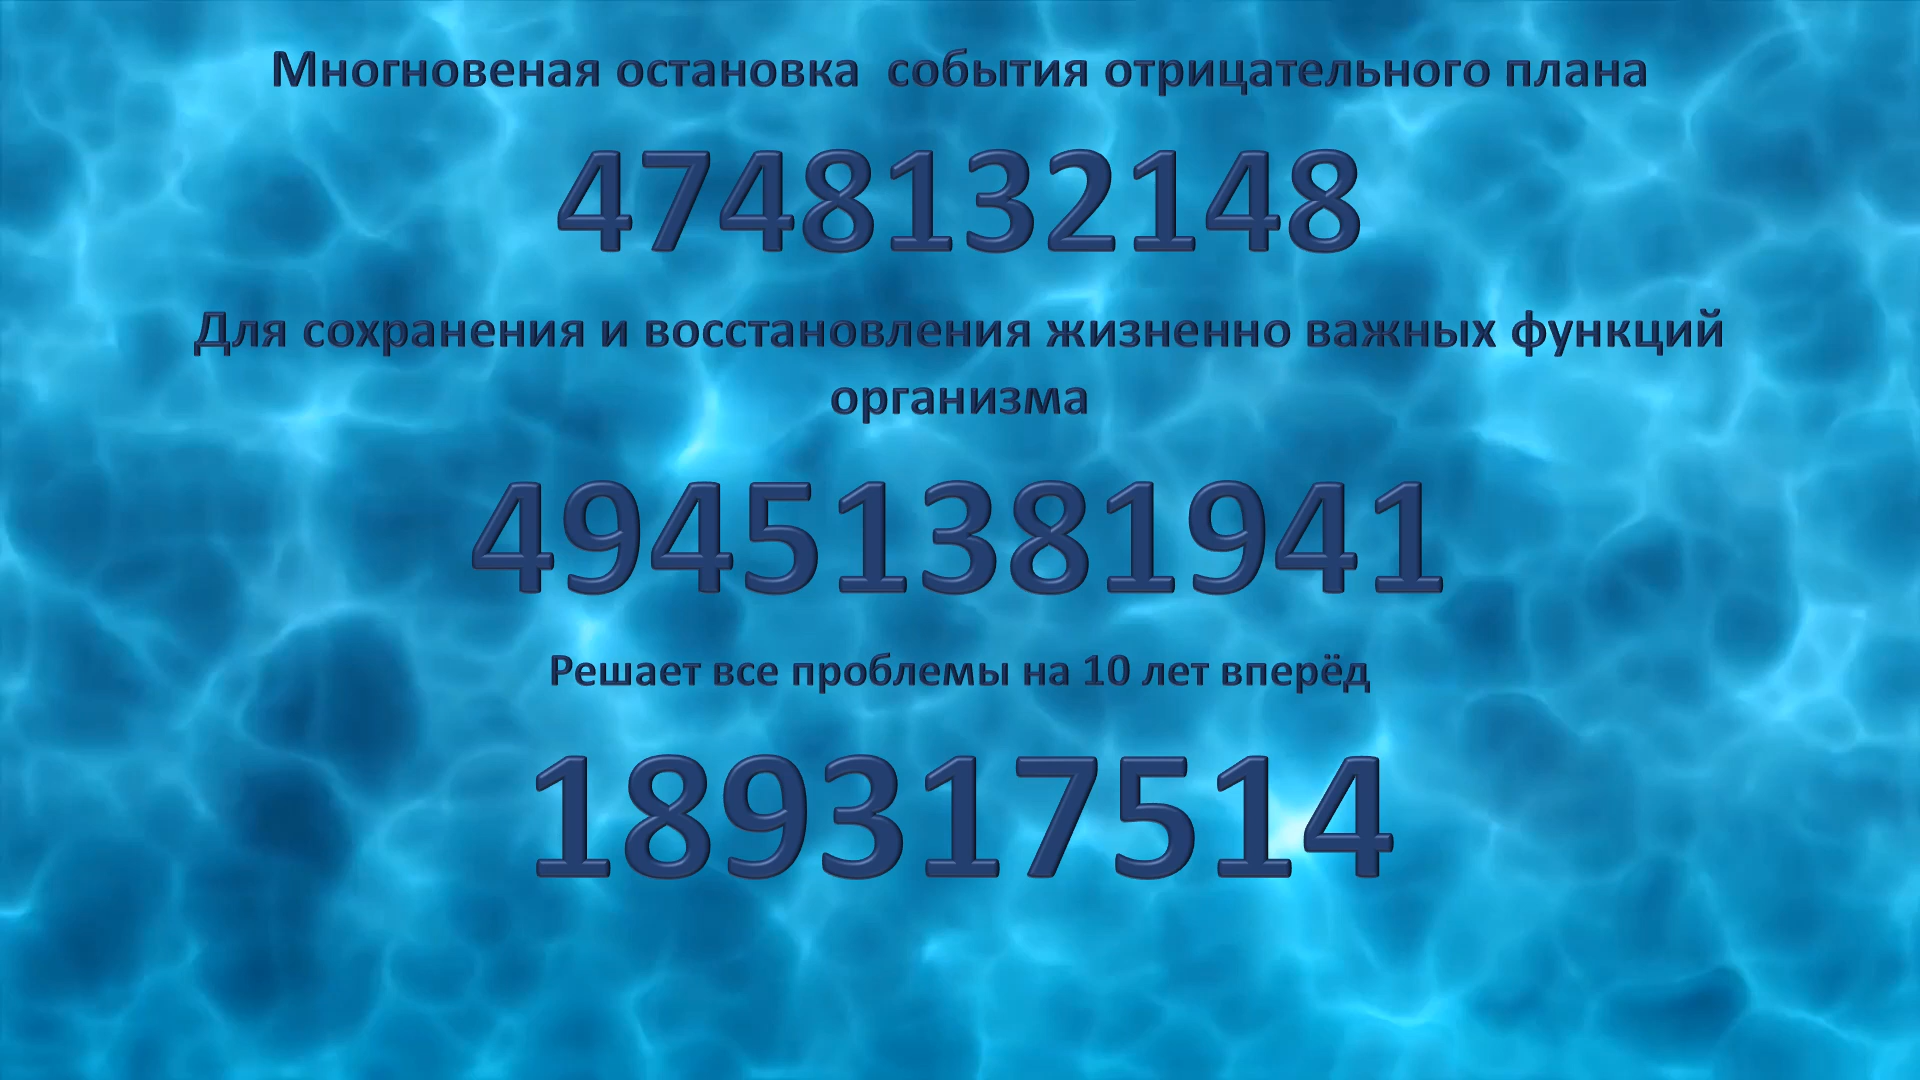 Многновеная остановка  события отрицательного плана
4748132148
Для сохранения и восстановления жизненно важных функций
организма
49451381941
Решает все проблемы на 10 лет вперёд
189317514